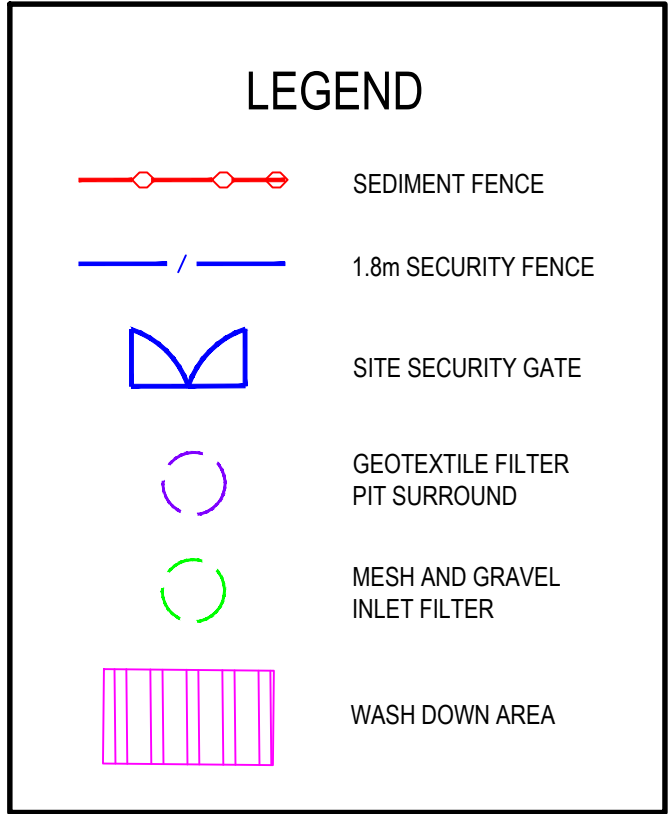 LEGEND
SEDIMENT FENCE
1.8m SECURITY FENCE
SITE SECURITY GATE
GEOTEXTILE FILTER
PIT SURROUND
MESH AND GRAVEL
INLET FILTER
WASH DOWN AREA